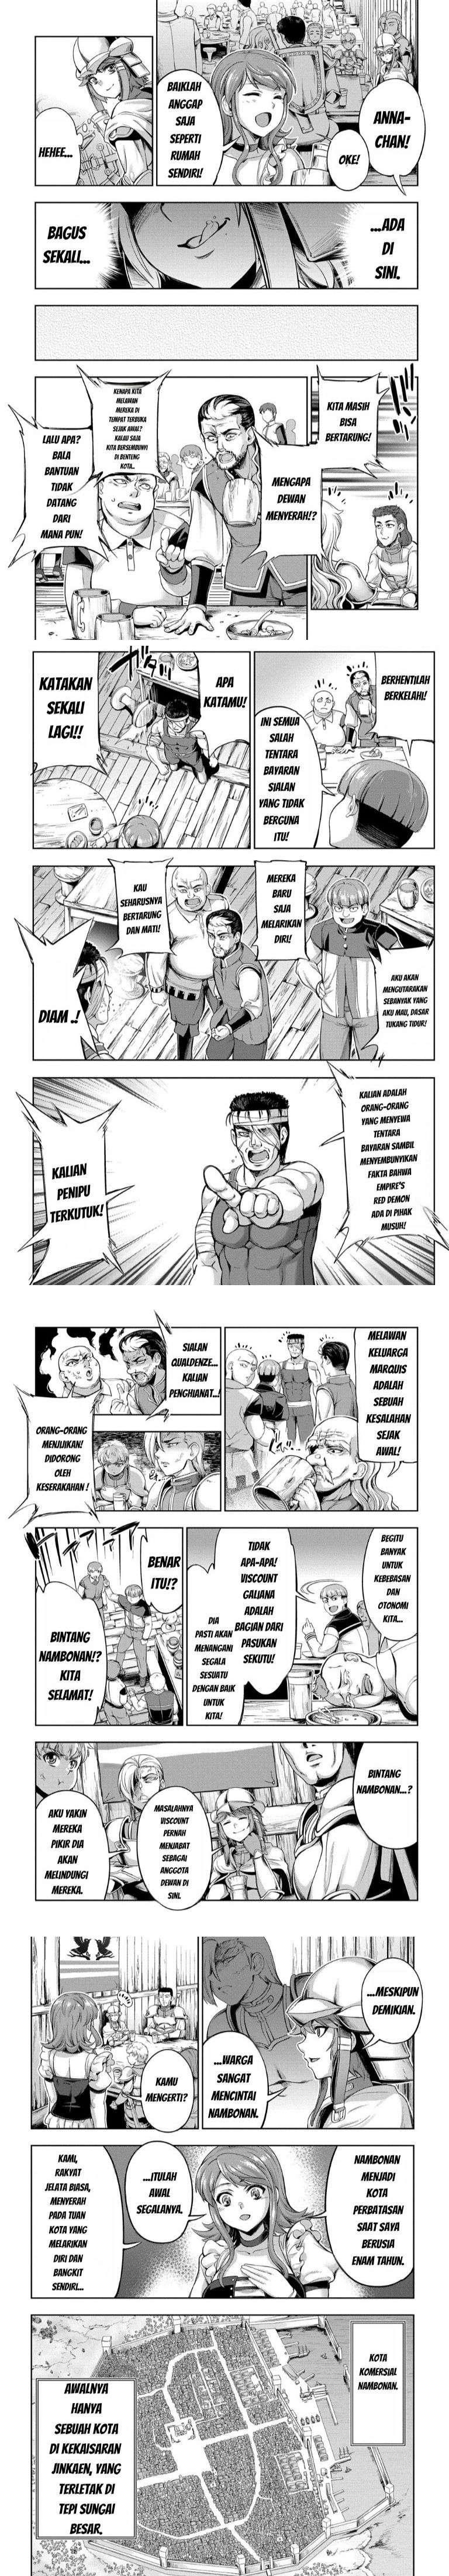 ANNA-
CHAN!
OKE!
BAIKLAH
ANGGAP
SAJA
SEPERTI
RUMAH
SENDIRI!
HEHEE...
...ADA
DI
SINI.
BAGUS
SEKALI...
KITA MASIH
BISA
BERTARUNG!
MENGAPA
DEWAN
MENYERAH!?
KENAPA KITA
MELAWAN
MEREKA DI
TEMPAT TERBUKA
SEJAK AWAL?
KALAU SAJA
KITA BERSEMBUNYI
DI BENTENG
KOTA..
LALU APA?
BALA
BANTUAN
TIDAK
DATANG
DARI
MANA PUN!
BERHENTILAH
BERKELAHI!
INI SEMUA
SALAH
TENTARA
BAYARAN
SIALAN
YANG TIDAK
BERGUNA
ITU!
APA
KATAMU!
KATAKAN
SEKALI
LAGI!!
AKU AKAN
MENGUTARAKAN
SEBANYAK YANG
AKU MAU, DASAR
TUKANG TIDUR!
MEREKA
BARU
SAJA
MELARIKAN
DIRI!
KAU
SEHARUSNYA
BERTARUNG
DAN MATI!
DIAM ..!
KALIAN ADALAH
ORANG-ORANG
YANG MENYEWA
TENTARA
BAYARAN SAMBIL
MENYEMBUNYIKAN
FAKTA BAHWA
EMPIRE'S
RED DEMON
ADA DI PIHAK
MUSUH!
KALIAN
PENIPU
TERKUTUK!
MELAWAN
KELUARGA
MARQUIS
ADALAH
SEBUAH
KESALAHAN
SEJAK
AWAL!
SIALAN
QUALDENZE...
KALIAN
PENGHIANAT..!
ORANG-ORANG
MENJIJIKAN!
DIDORONG
OLEH
KESERAKAHAN !
BEGITU
BANYAK
UNTUK
KEBEBASAN
DAN
OTONOMI
KITA...
TIDAK
APA-APA!
VISCOUNT
GALIANA
ADALAH
BAGIAN DARI
PASUKAN
SEKUTU!
DIA
PASTI AKAN
MENANGANI
SEGALA
SESUATU
DENGAN BAIK
UNTUK
KITA!
BENAR
ITU!?
BINTANG
NAMBONAN!?
KITA
SELAMAT!
BINTANG
NAMBONAN...?
MASALAHNYA
VISCOUNT
PERNAH
MENJABAT
SEBAGAI
ANGGOTA
DEWAN DI
SINI.
AKU YAKIN
MEREKA
PIKIR DIA
AKAN
MELINDUNGI
MEREKA.
...MESKIPUN
DEMIKIAN.
...WARGA
SANGAT
MENCINTAI
NAMBONAN.
KAMU
MENGERTI?
NAMBONAN
MENJADI
KOTA
PERBATASAN
SAAT SAYA
BERUSIA
ENAM TAHUN.
...ITULAH
AWAL
SEGALANYA.
KAMI,
RAKYAT
JELATA BIASA,
MENYERAH
PADA TUAN
KOTA YANG
MELARIKAN
DIRI DAN
BANGKIT
SENDIRI...
KOTA
KOMERSIAL
NAMBONAN.
AWALNYA
HANYA
SEBUAH KOTA
DI KEKAISARAN
JINKAEN, YANG
TERLETAK DI
TEPI SUNGAI
BESAR.